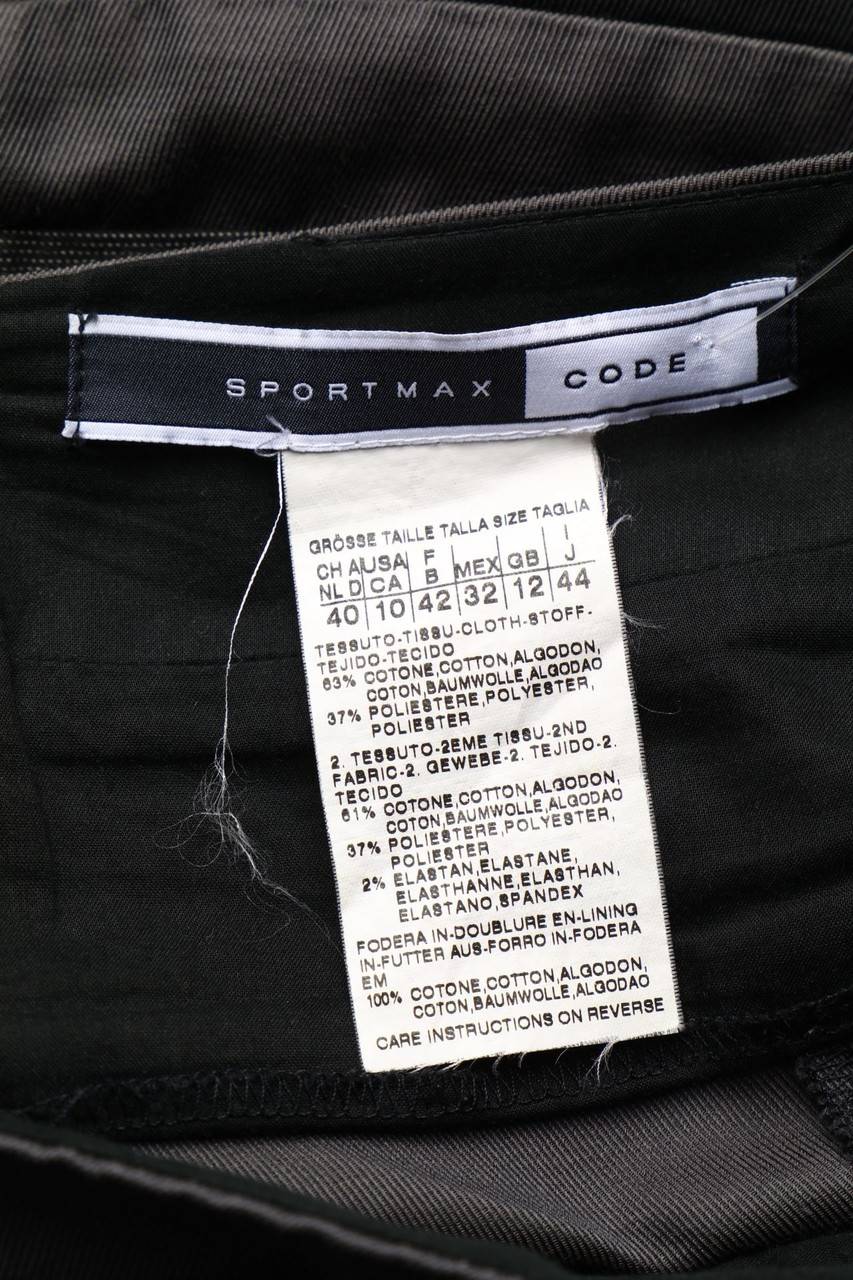 SPORTMAX CODE
GRÖSSE TAILLE TALLA SIZE TAGLIA
CH A USA F MEX GB I
NL D CA B J
40 10 42 32 12 44
TESSUTO-TISSU-CLOTH-STOFF-
TEJIDO-TECIDO
63% COTONE,COTTON,ALGODON,
COTON,BAUMWOLLE,ALGODAO
37% POLIESTERE,POLYESTER,
POLIESTER
2. TESSUTO-2EME TISSU-2ND
FABRIC-2. GEWEBE-2. TEJIDO-2.
TECIDO
61% COTONE,COTTON,ALGODON,
COTON,BAUMWOLLE,ALGODAO
37% POLIESTERE,POLYESTER,
POLIESTER
2% ELASTAN,ELASTANE,
ELASTHANNE,ELASTHAN,
ELASTANO,SPANDEX
FODERA IN-DOUBLURE EN-LINING
IN-FUTTER AUS-FORRO IN-FODERA
EM
100% COTONE,COTTON,ALGODON,
COTON,BAUMWOLLE,ALGODAO
CARE INSTRUCTIONS ON REVERSE